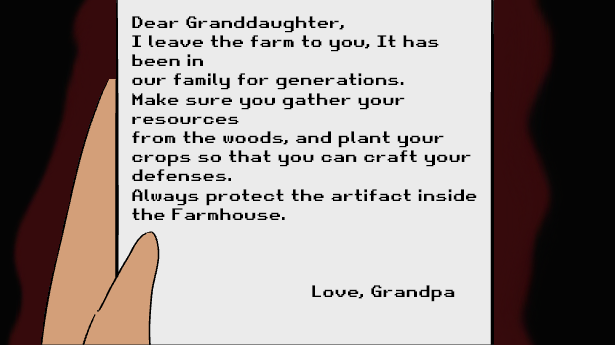 Dear Granddaughter,
I leave the farm to you, It has
been in
our family for generations.
Make sure you gather your
resources
from the woods, and plant your
crops so that you can craft your
defenses.
Always protect the artifact inside
the Farmhouse.
Love, Grandpa